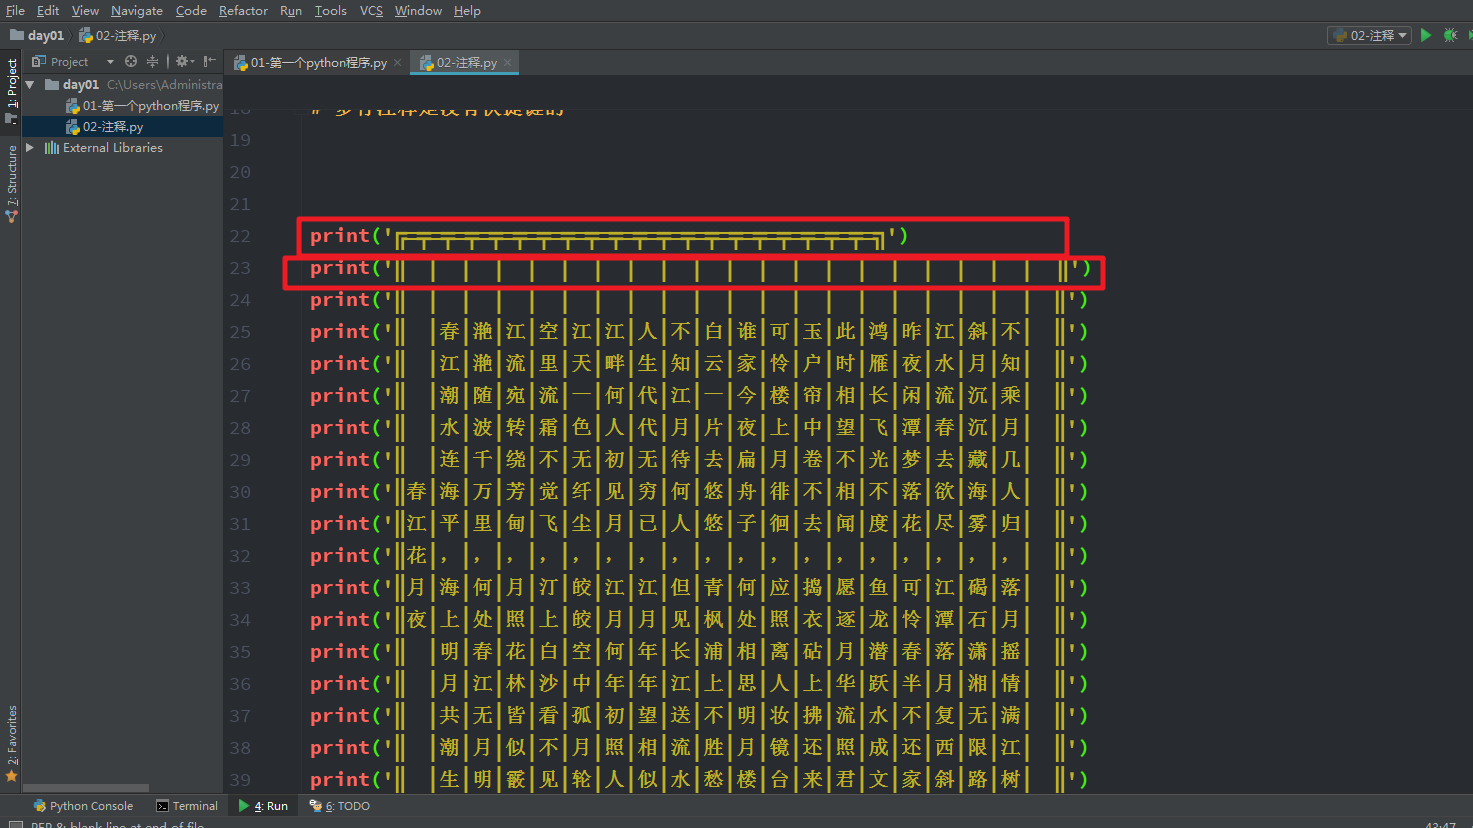 File Edit View Navigate Code Refactor Run Tools VCS Window Help
day01 02-注释.py 02-注释
Project 01-第一个python程序.py 02-注释.py
1: Project
day01 C:\Users\Administra
01-第一个python程序.py
02-注释.py
External Libraries
7: Structure
2: Favorites
18 # 多行注释是没有快捷键的
19
20
21
22 print('╔╤╤╤╤╤╤╤╤╤╤╤╤╤╤╤╤╤╤╤╗')
23 print('║ | | | | | | | | | | | | | | | | | | | ║')
24 print('║ | | | | | | | | | | | | | | | | | | | ║')
25 print('║ |春|滟|江|空|江|江|人|不|白|谁|可|玉|此|鸿|昨|江|斜|不| ║')
26 print('║ |江|滟|流|里|天|畔|生|知|云|家|怜|户|时|雁|夜|水|月|知| ║')
27 print('║ |潮|随|宛|流|一|何|代|江|一|今|楼|帘|相|长|闲|流|沉|乘| ║')
28 print('║ |水|波|转|霜|色|人|代|月|片|夜|上|中|望|飞|潭|春|沉|月| ║')
29 print('║ |连|千|绕|不|无|初|无|待|去|扁|月|卷|不|光|梦|去|藏|几| ║')
30 print('║春|海|万|芳|觉|纤|见|穷|何|悠|舟|徘|不|相|不|落|欲|海|人| ║')
31 print('║江|平|里|甸|飞|尘|月|已|人|悠|子|徊|去|闻|度|花|尽|雾|归| ║')
32 print('║花|，|，|，|，|，|，|，|，|，|，|，|，|，|，|，|，|，|，| ║')
33 print('║月|海|何|月|汀|皎|江|江|但|青|何|应|捣|愿|鱼|可|江|碣|落| ║')
34 print('║夜|上|处|照|上|皎|月|月|见|枫|处|照|衣|逐|龙|怜|潭|石|月| ║')
35 print('║ |明|春|花|白|空|何|年|长|浦|相|离|砧|月|潜|春|落|潇|摇| ║')
36 print('║ |月|江|林|沙|中|年|年|江|上|思|人|上|华|跃|半|月|湘|情| ║')
37 print('║ |共|无|皆|看|孤|初|望|送|不|明|妆|拂|流|水|不|复|无|满| ║')
38 print('║ |潮|月|似|不|月|照|相|流|胜|月|镜|还|照|成|还|西|限|江| ║')
39 print('║ |生|明|霰|见|轮|人|似|水|愁|楼|台|来|君|文|家|斜|路|树| ║')
Python Console Terminal 4: Run 6: TODO
PEP 8: blank line at end of file 43:47